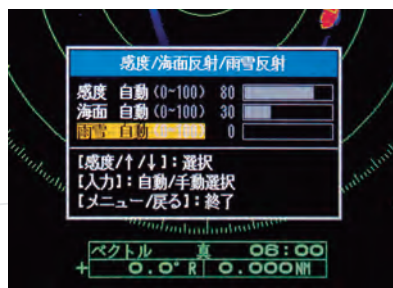 感度/海面反射/雨雪反射
感度 自動(0~100) 80
海面 自動(0~100) 30
雨雪 自動(0~100) 0
[感度/↑/↓]:選択
[入力]:自動/手動選択
[メニュー/戻る]:終了
ベクトル 真 06:00
+ 0.0°R 0.000NM